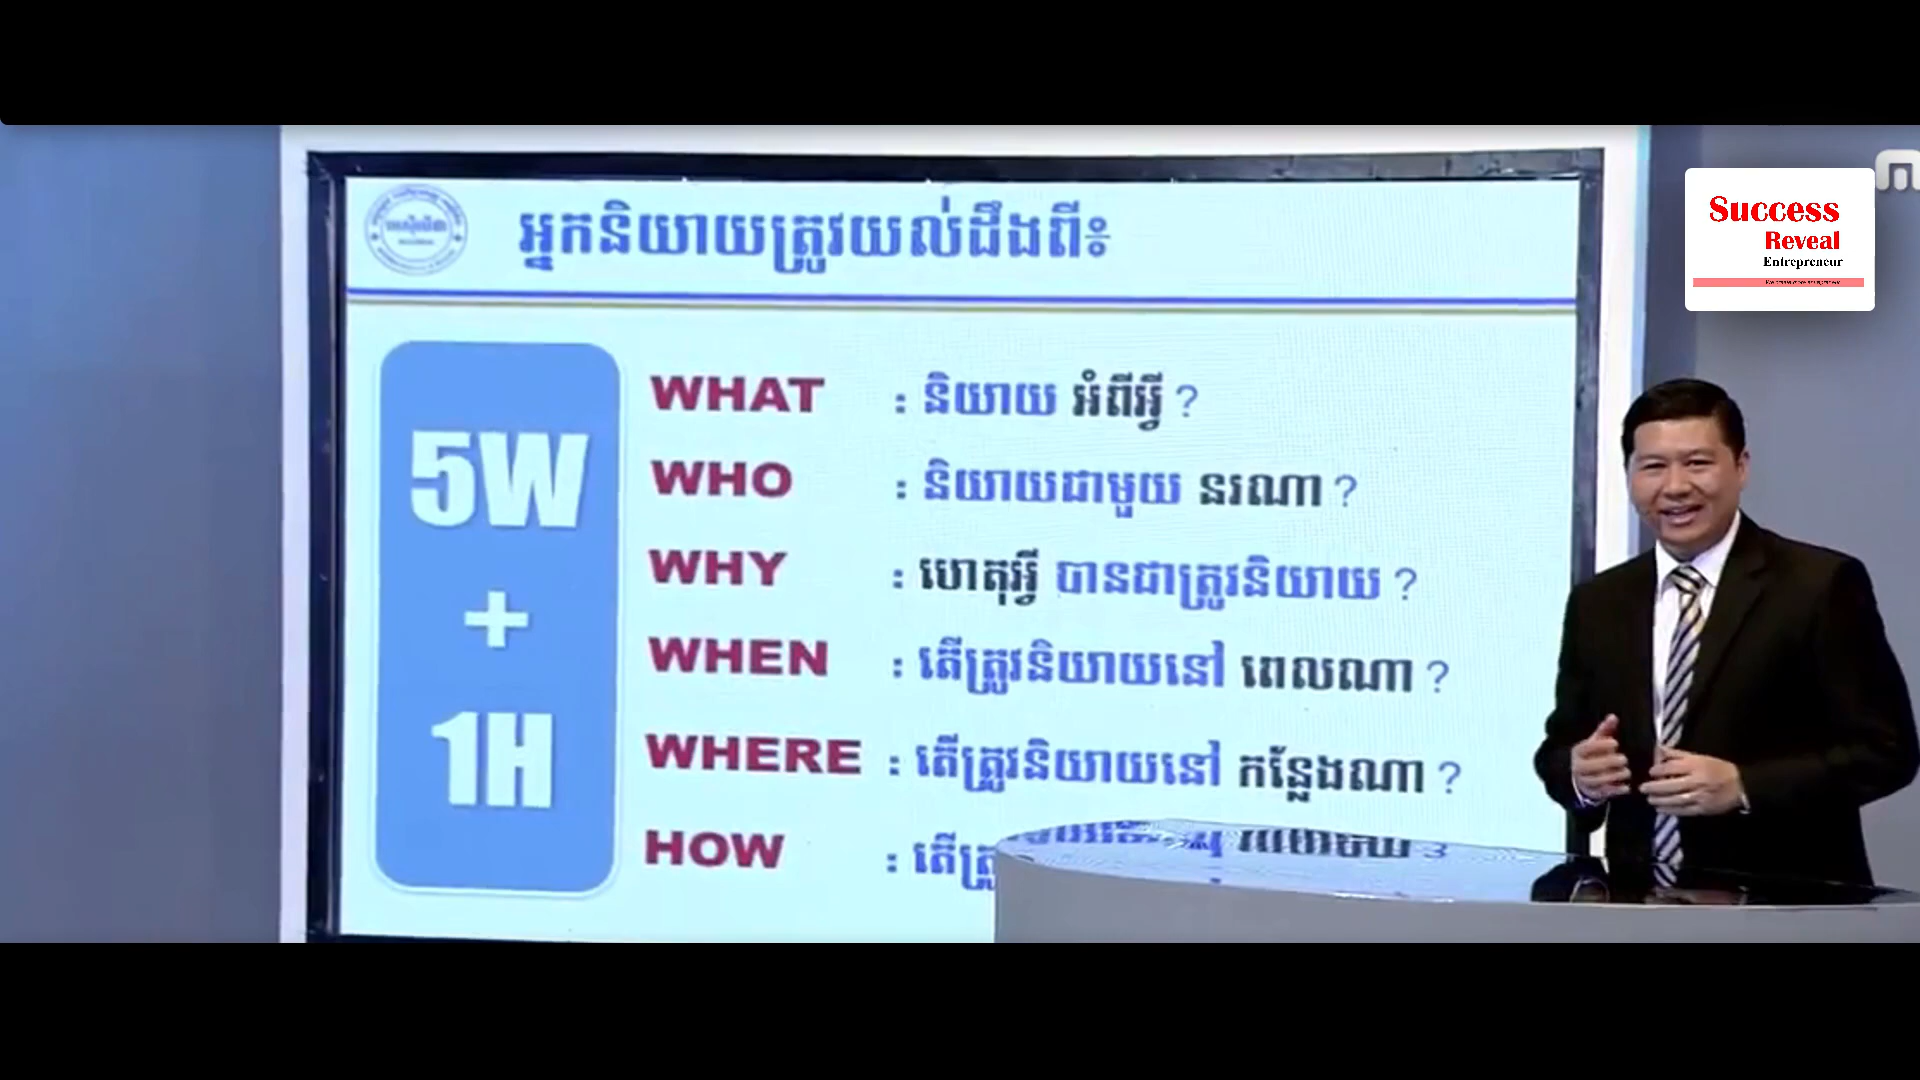 អ្នកនិយាយត្រូវយល់ដឹងពី៖
5W
+
1H
WHAT : និយាយ អំពីអ្វី ?
WHO : និយាយជាមួយ នរណា ?
WHY : ហេតុអ្វី បានជាត្រូវនិយាយ ?
WHEN : តើត្រូវនិយាយនៅ ពេលណា ?
WHERE : តើត្រូវនិយាយនៅ កន្លែងណា ?
HOW : តើត្រូ
Success
Reveal
Entrepreneur